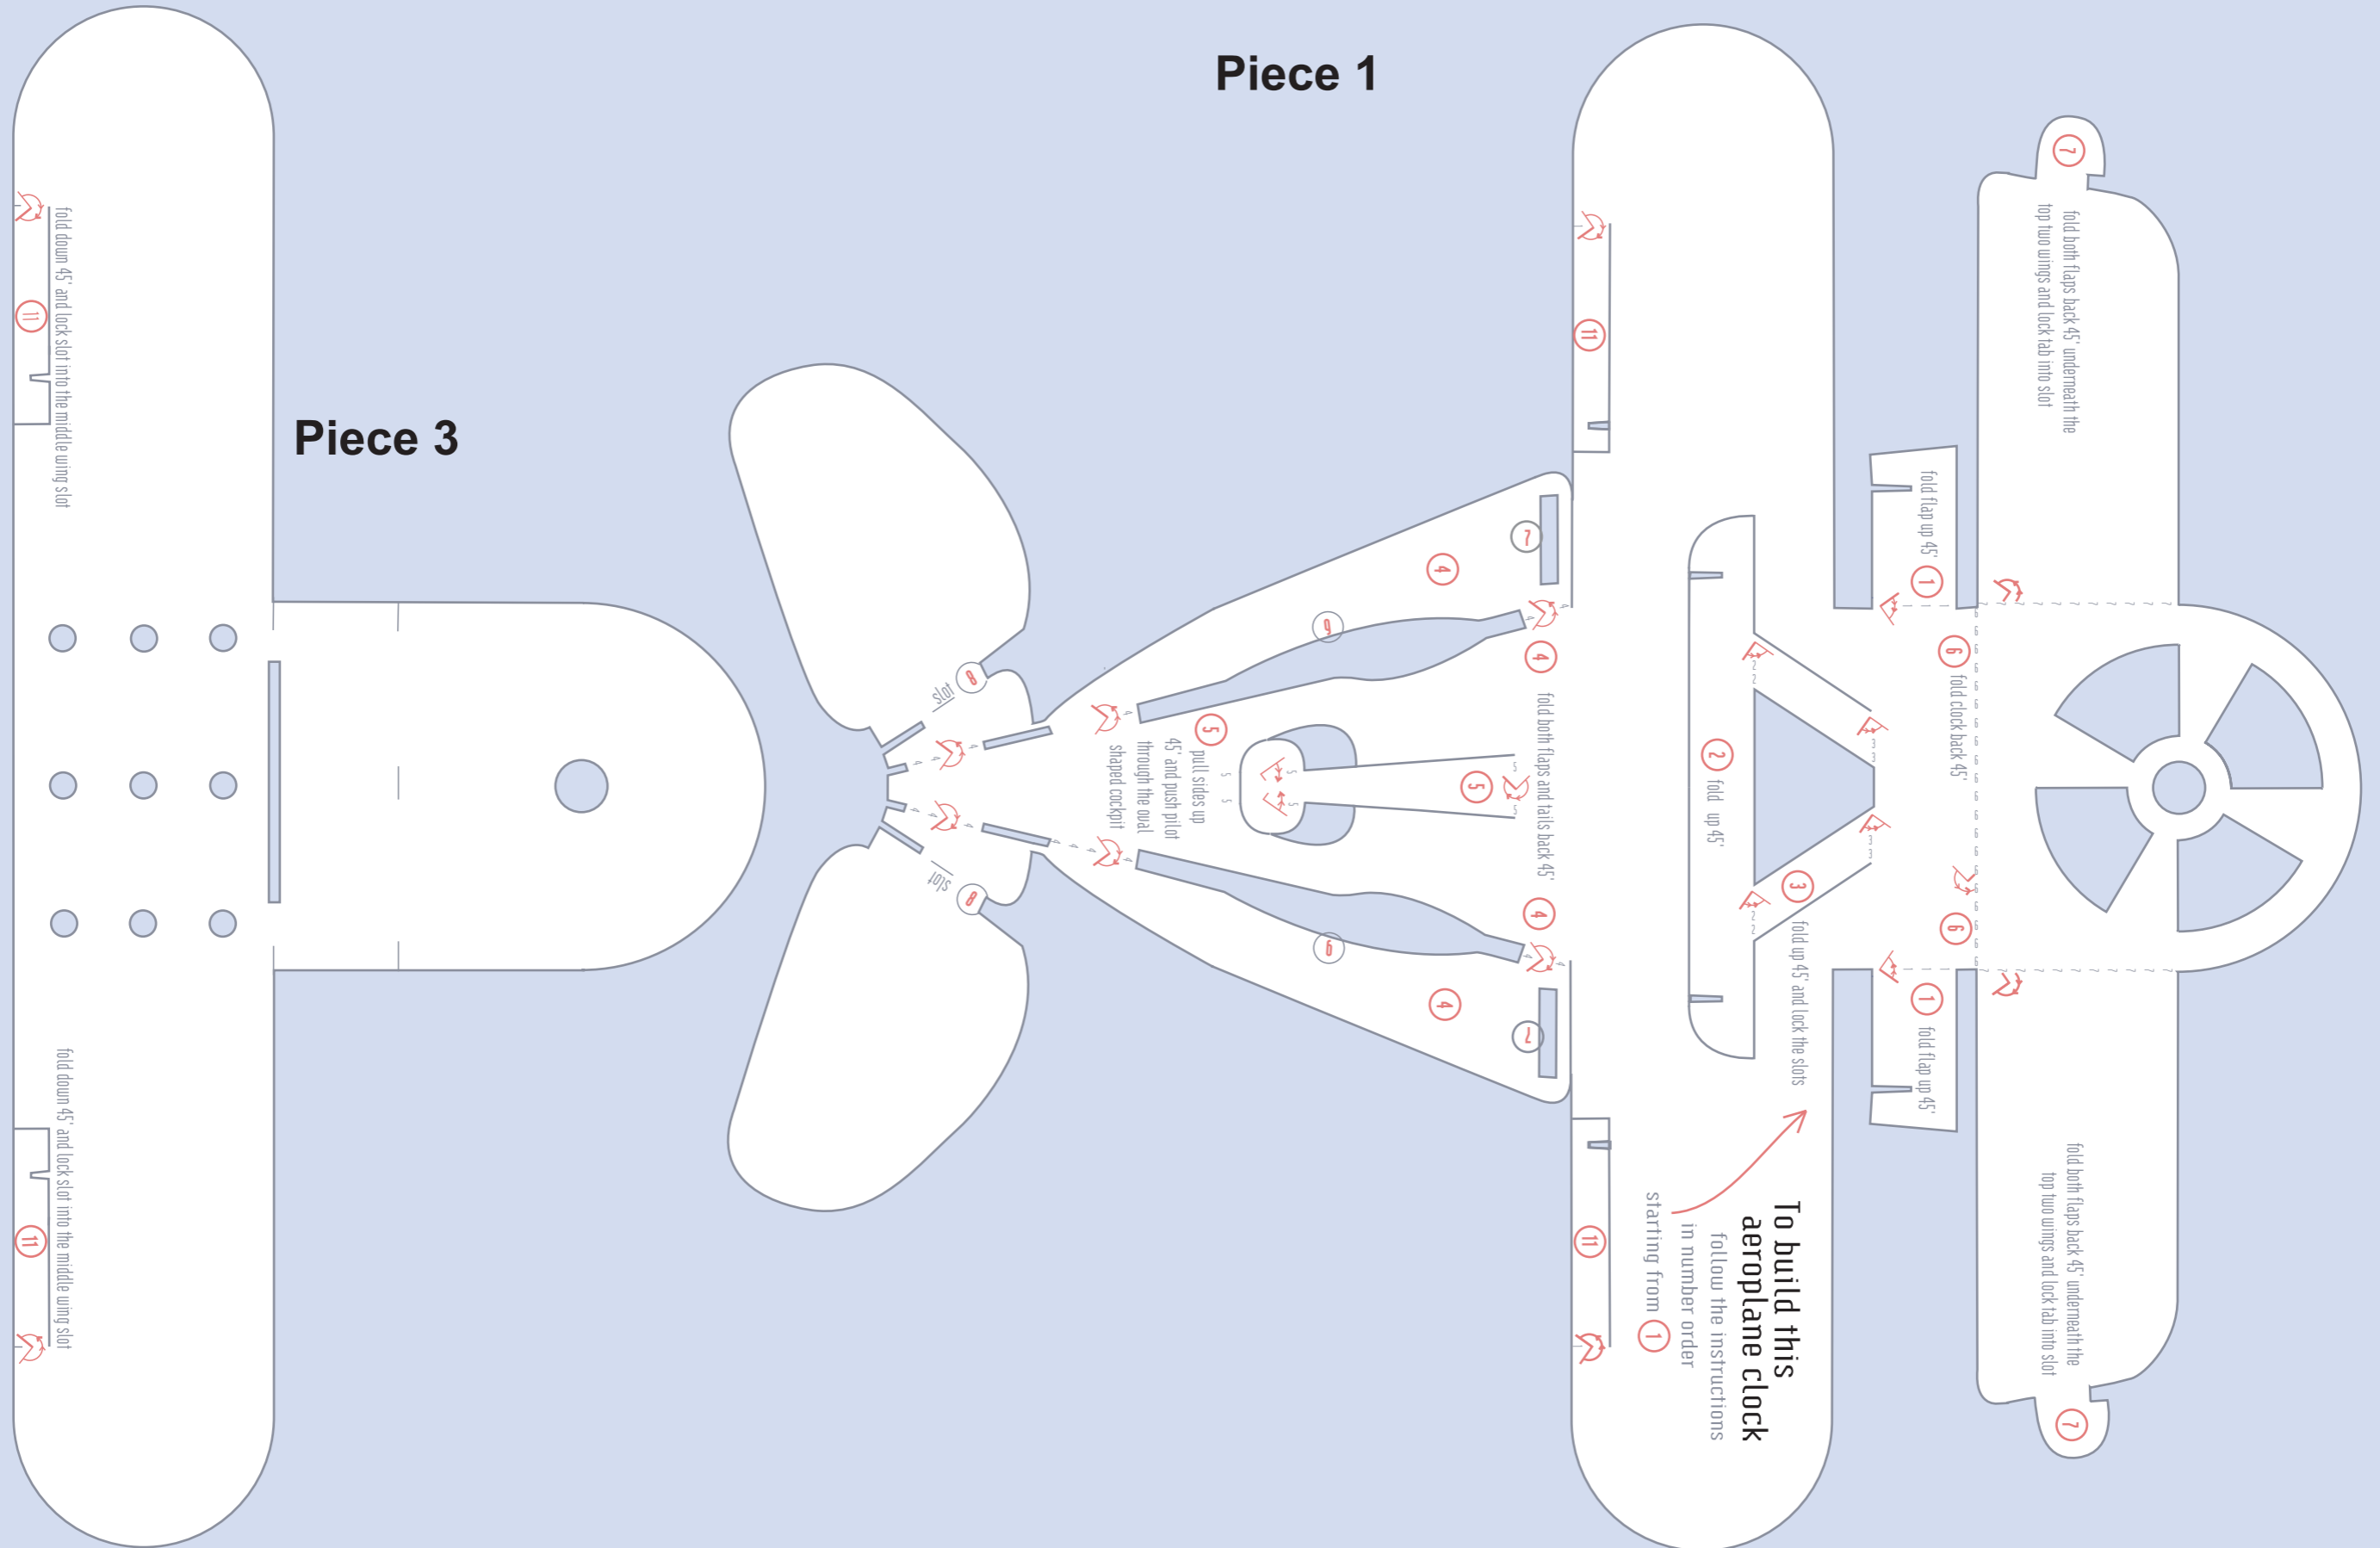 Piece 1
Piece 3
fold down 45' and lock slot into the middle wing slot
11
fold down 45' and lock slot into the middle wing slot
11
8
slot
8
slot
pull sides up
45' and push pilot
through the oval
shaped cockpit
5
5
4
4
4
4
fold both flaps and tails back 45'
9
9
7
7
11
11
2
fold up 45'
3
fold up 45' and lock the slots
To build this
aeroplane clock
follow the instructions
in number order
starting from 1
fold flap up 45'
1
fold flap up 45'
1
6
fold clock back 45'
6
7
fold both flaps back 45' underneath the
top two wings and lock tab into slot
fold both flaps back 45' underneath the
top two wings and lock tab into slot
7